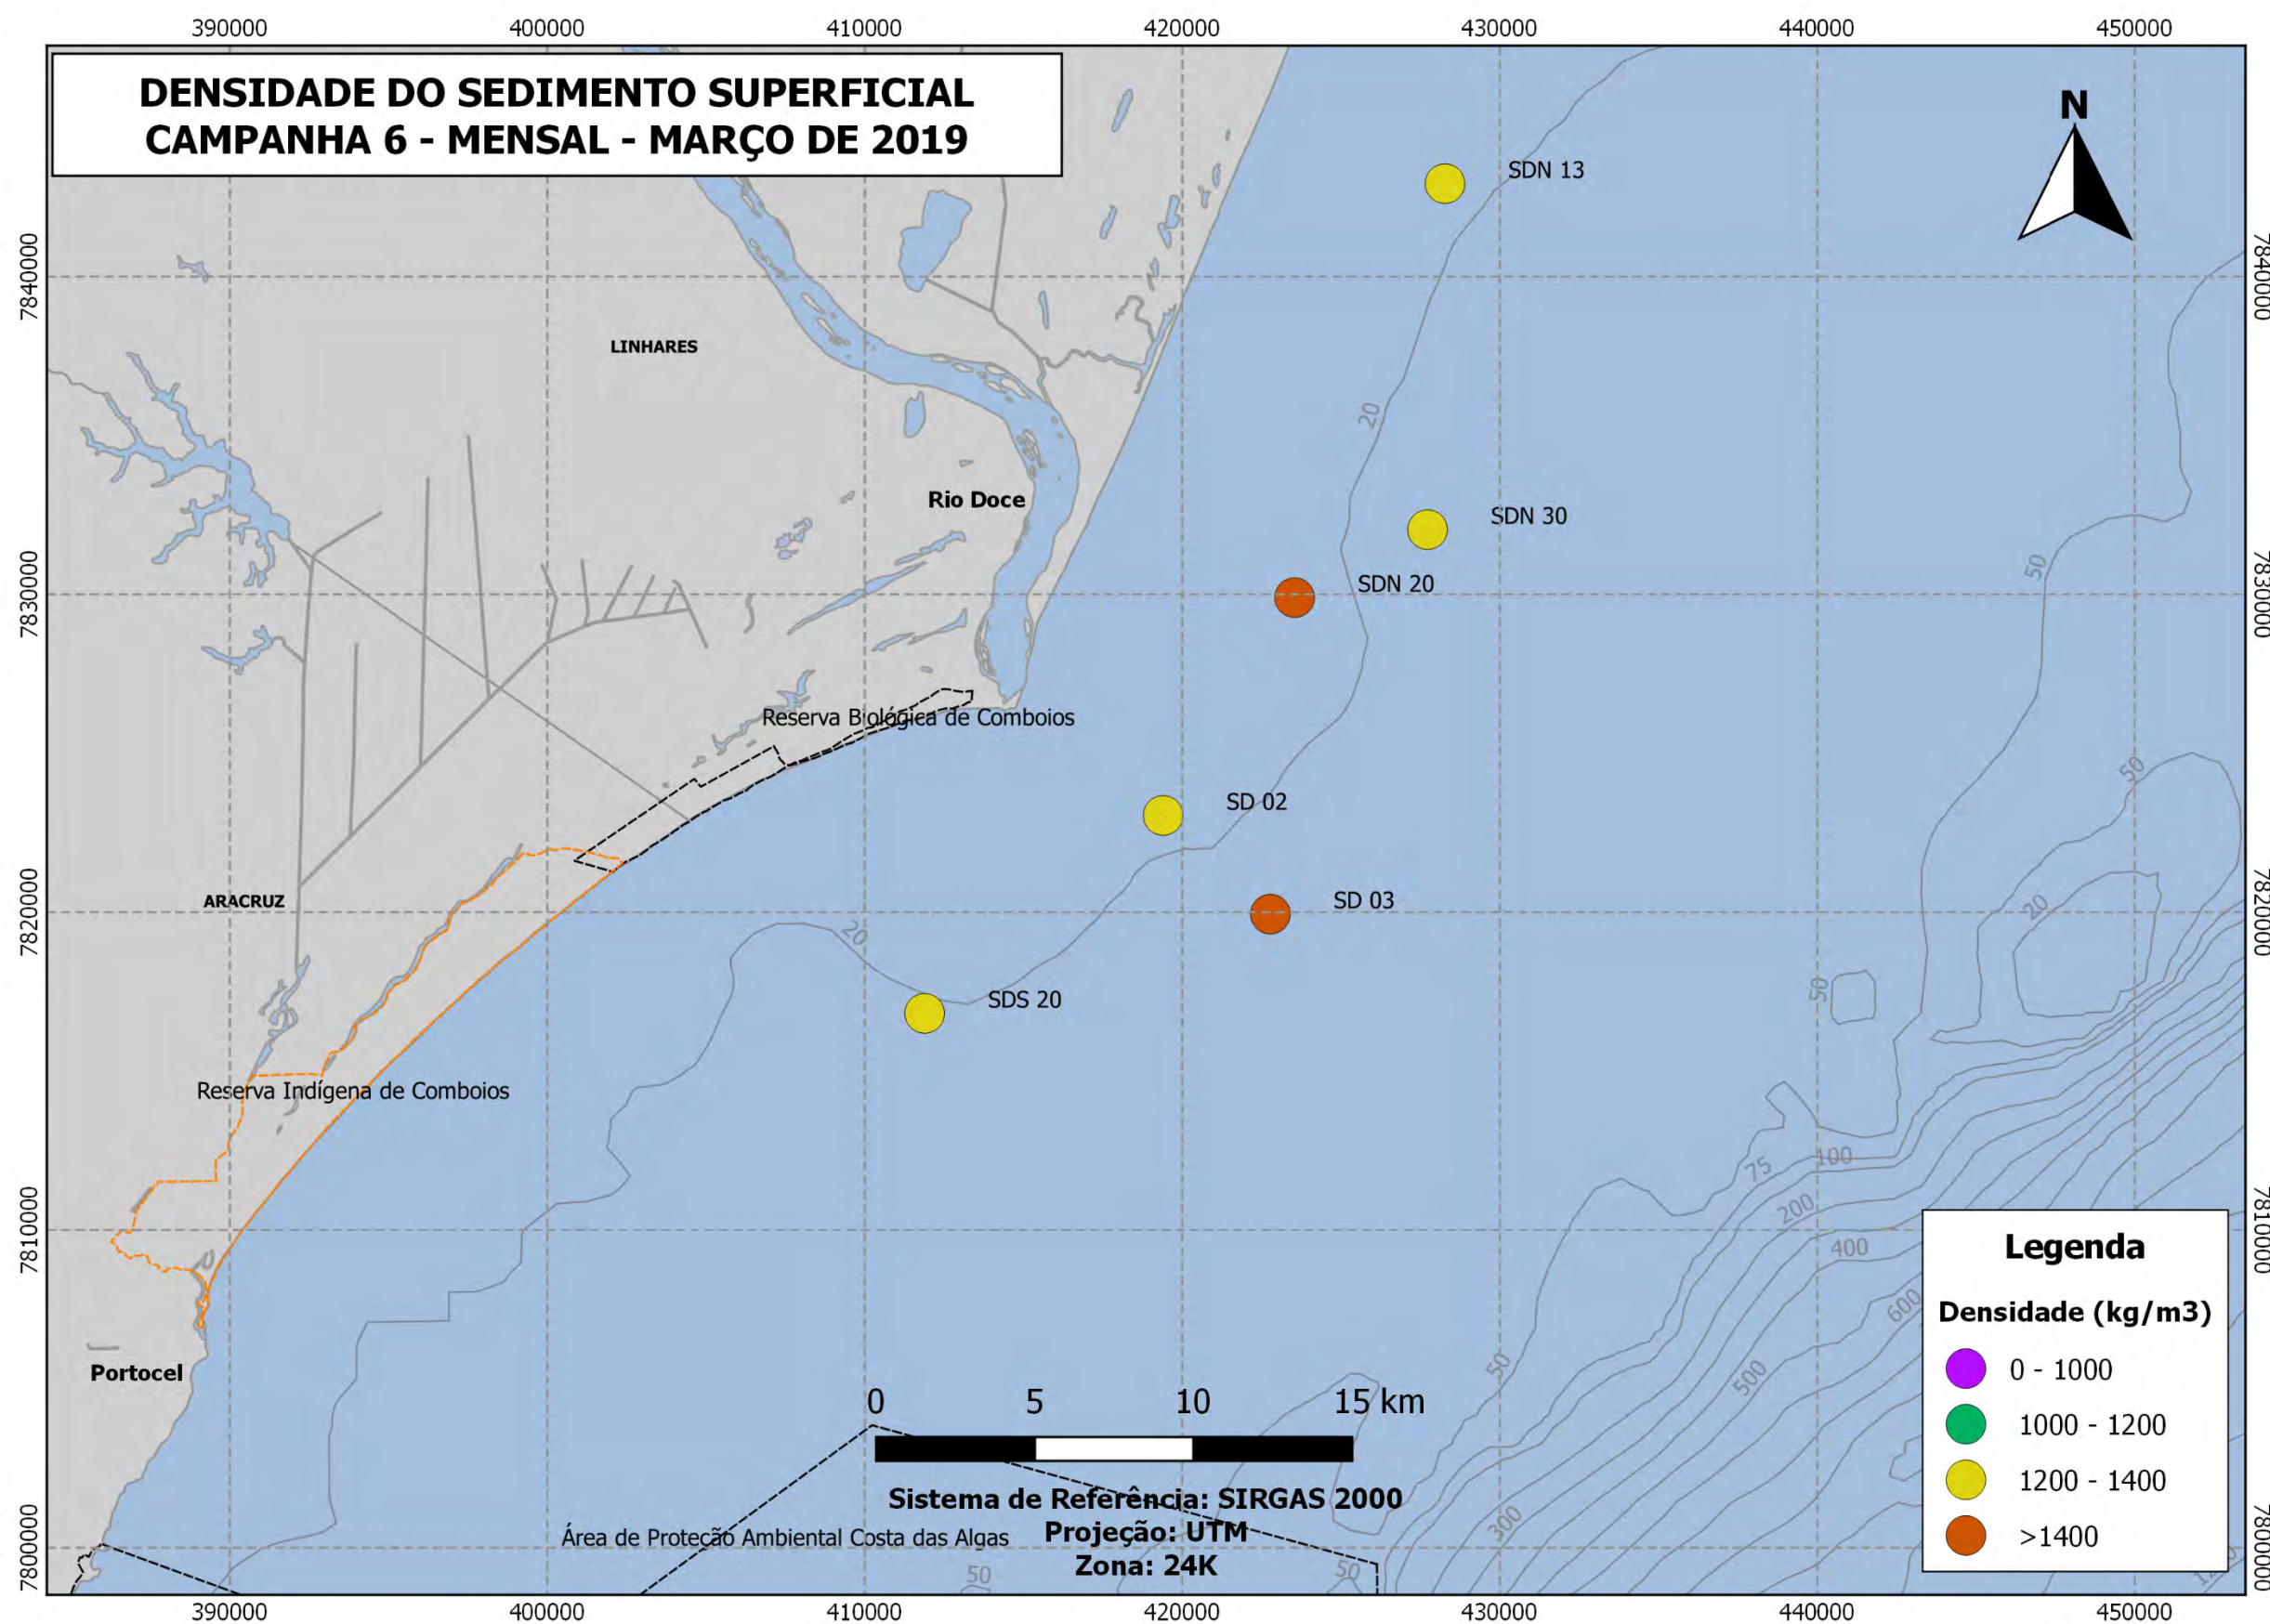 390000 400000 410000 420000 430000 440000 450000
DENSIDADE DO SEDIMENTO SUPERFICIAL
CAMPANHA 6 - MENSAL - MARÇO DE 2019
N
SDN 13
7840000
7840000
LINHARES
20
Rio Doce
SDN 30
50
SDN 20
7830000
7830000
Reserva Biológica de Comboios
50
SD 02
ARACRUZ
SD 03
20
20
7820000
7820000
50
SDS 20
Reserva Indígena de Comboios
75
100
200
400
7810000
7810000
600
50
500
Portocel
0 5 10 15 km
Sistema de Referência: SIRGAS 2000
Projeção: UTM
Zona: 24K
Área de Proteção Ambiental Costa das Algas
300
50
50
7800000
7800000
Legenda
Densidade (kg/m3)
0 - 1000
1000 - 1200
1200 - 1400
>1400
390000 400000 410000 420000 430000 440000 450000